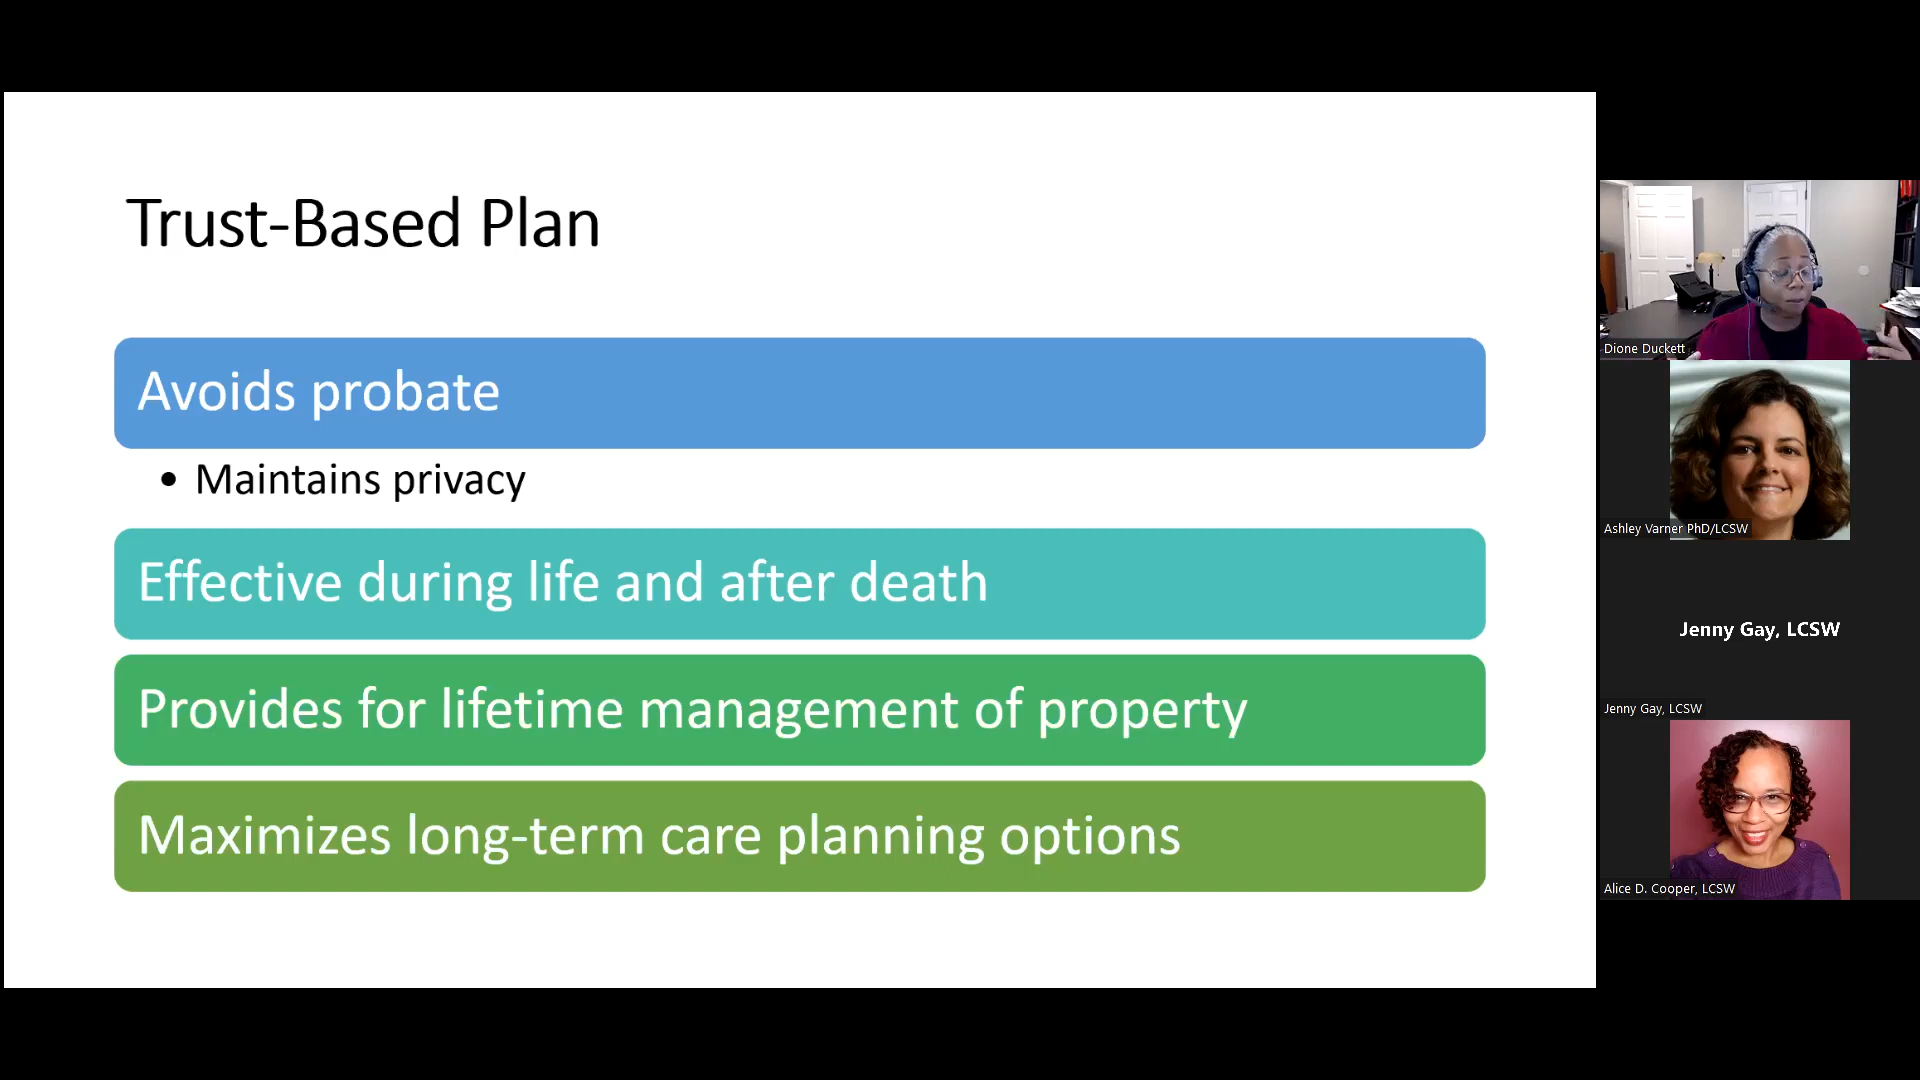 Trust-Based Plan
Avoids probate
• Maintains privacy
Effective during life and after death
Provides for lifetime management of property
Maximizes long-term care planning options
Dione Duckett
Ashley Varner PhD/LCSW
Jenny Gay, LCSW
Jenny Gay, LCSW
Alice D. Cooper, LCSW